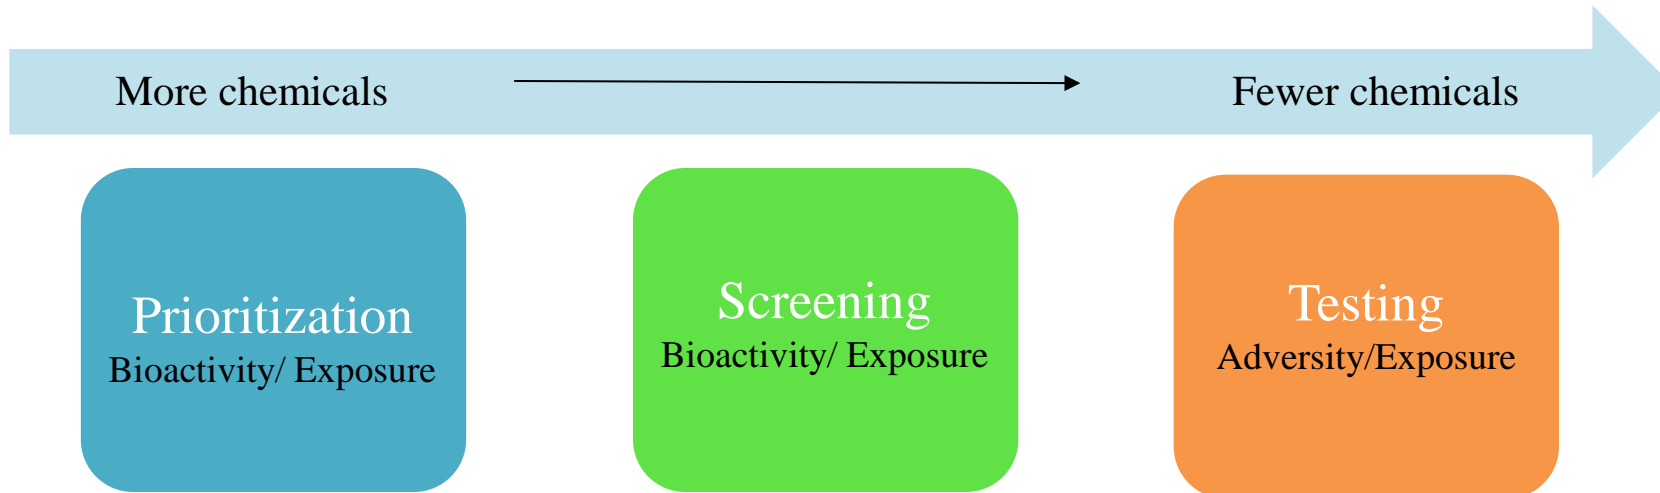 More chemicals
Fewer chemicals
Prioritization
Bioactivity/ Exposure
Screening
Bioactivity/ Exposure
Testing
Adversity/Exposure